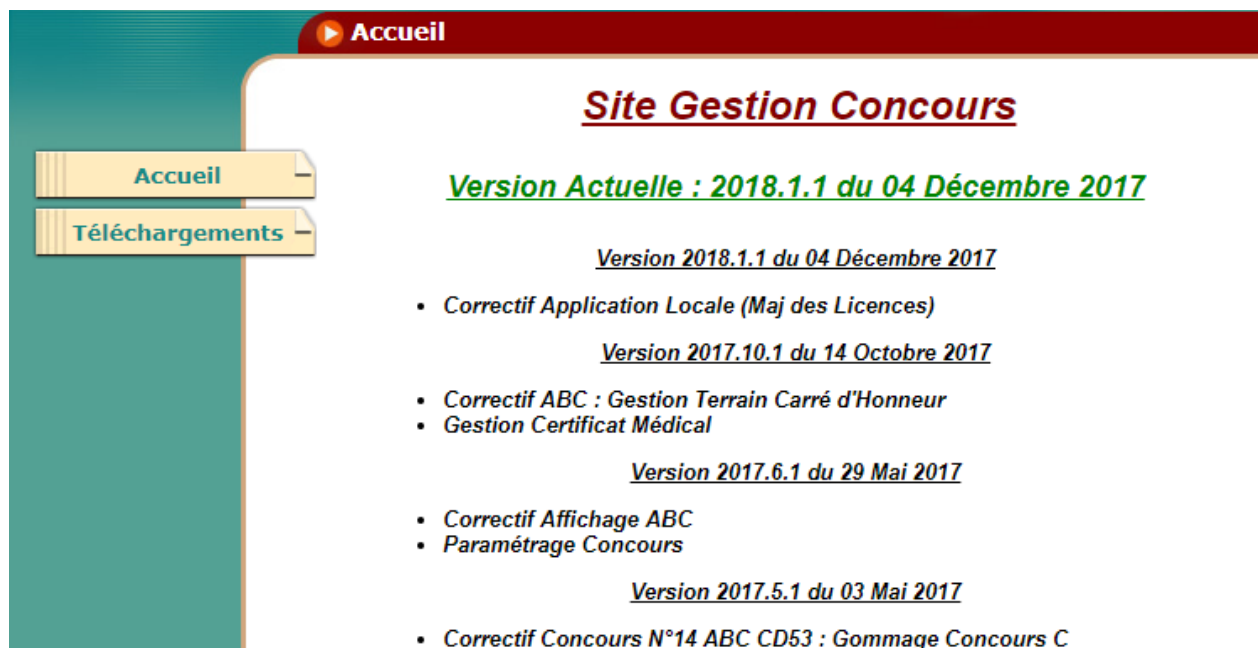 Accueil
Site Gestion Concours
Accueil
Version Actuelle : 2018.1.1 du 04 Décembre 2017
Téléchargements
Version 2018.1.1 du 04 Décembre 2017
Correctif Application Locale (Maj des Licences)
Version 2017.10.1 du 14 Octobre 2017
Correctif ABC : Gestion Terrain Carré d'Honneur
Gestion Certificat Médical
Version 2017.6.1 du 29 Mai 2017
Correctif Affichage ABC
Paramétrage Concours
Version 2017.5.1 du 03 Mai 2017
Correctif Concours N°14 ABC CD53 : Gommage Concours C